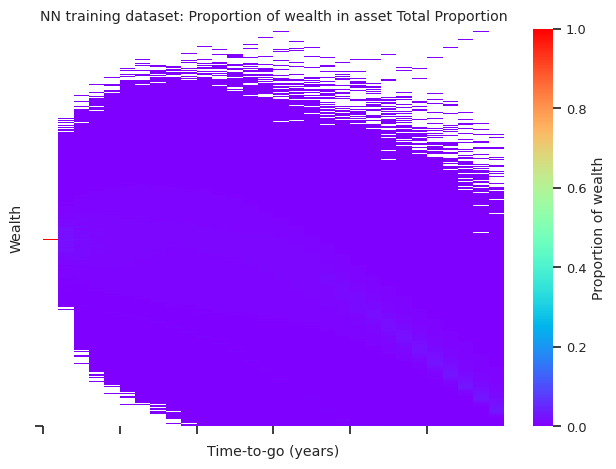 NN training dataset: Proportion of wealth in asset Total Proportion
1.0
0.8
0.6
0.4
0.2
0.0
Proportion of wealth
Wealth
Time-to-go (years)